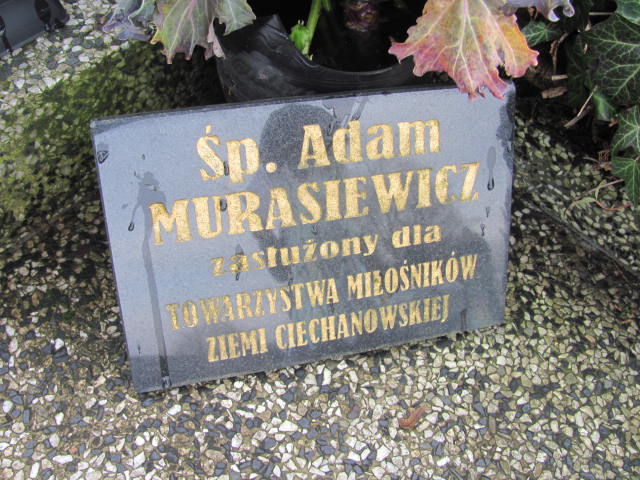 Śp. Adam
MURASIEWICZ
zasłużony dla
TOWARZYSTWA MIŁOŚNIKÓW
ZIEMI CIECHANOWSKIEJ